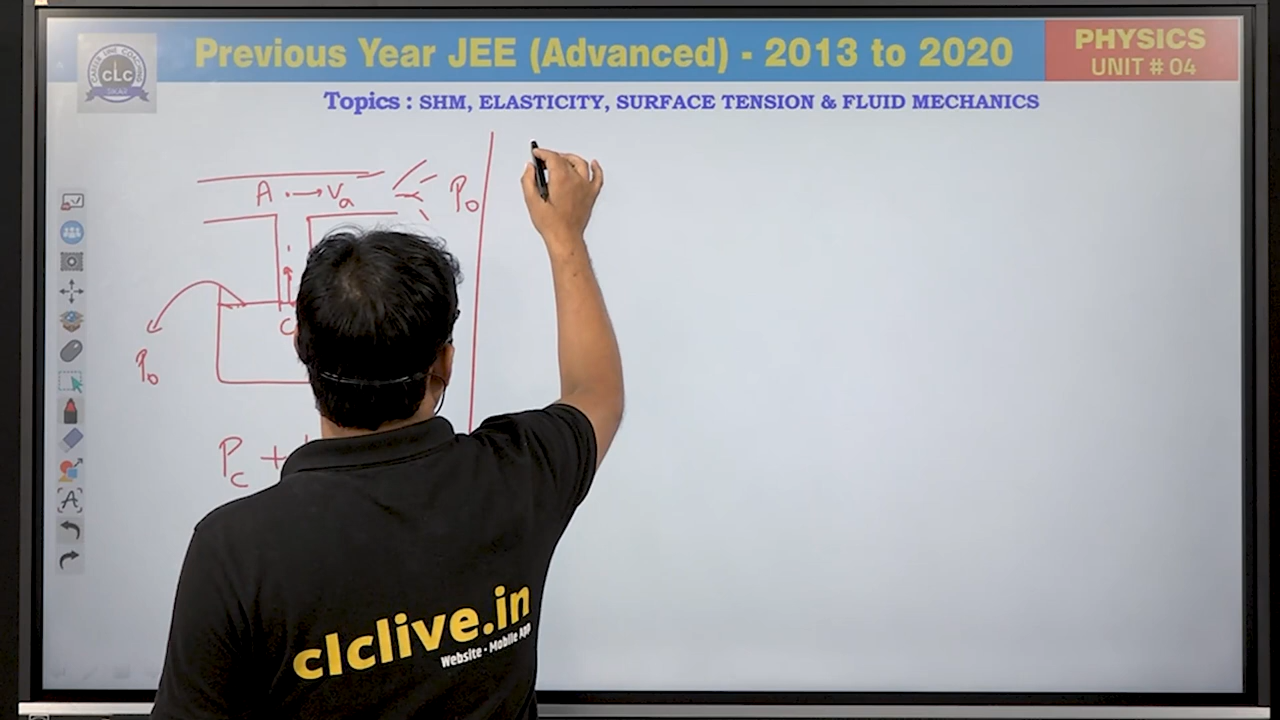 Previous Year JEE (Advanced) - 2013 to 2020
PHYSICS
UNIT # 04
CLC
SIKAR
Topics : SHM, ELASTICITY, SURFACE TENSION & FLUID MECHANICS
A → Va
P0
P0
C
Pc +
clclive.in
Website - Mobile App